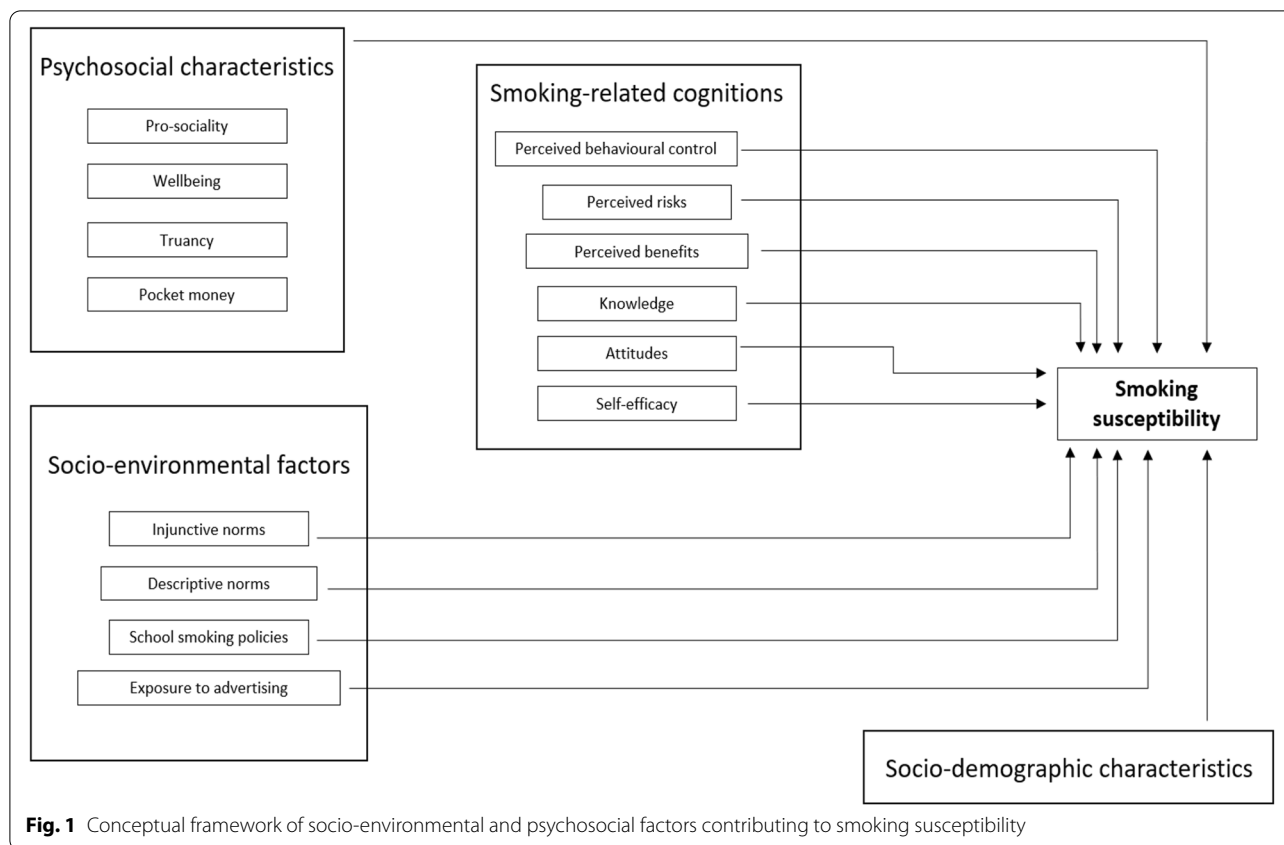 Psychosocial characteristics
Pro-sociality
Wellbeing
Truancy
Pocket money
Smoking-related cognitions
Perceived behavioural control
Perceived risks
Perceived benefits
Knowledge
Attitudes
Self-efficacy
Smoking
susceptibility
Socio-environmental factors
Injunctive norms
Descriptive norms
School smoking policies
Exposure to advertising
Socio-demographic characteristics
Fig. 1 Conceptual framework of socio-environmental and psychosocial factors contributing to smoking susceptibility